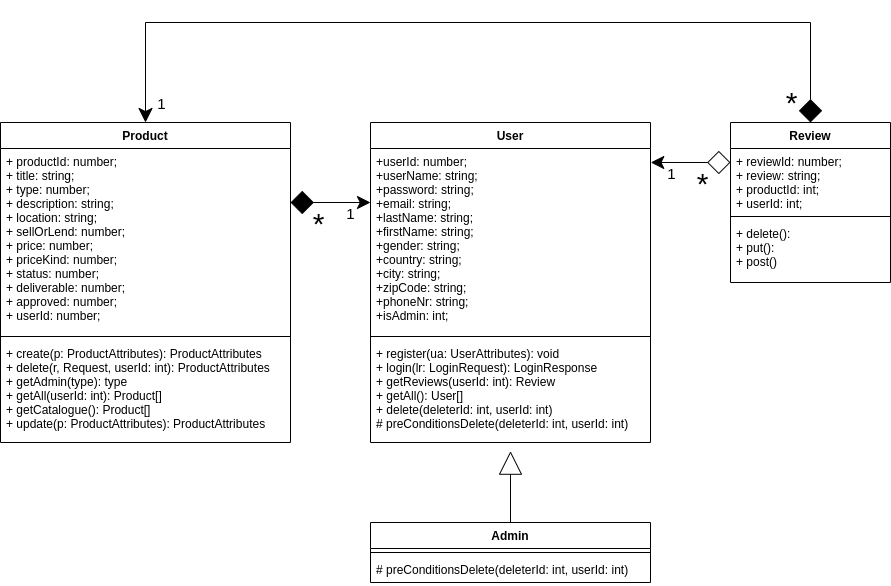 1
*
Product
+ productId: number;
+ title: string;
+ type: number;
+ description: string;
+ location: string;
+ sellOrLend: number;
+ price: number;
+ priceKind: number;
+ status: number;
+ deliverable: number;
+ approved: number;
+ userId: number;
+ create(p: ProductAttributes): ProductAttributes
+ delete(r, Request, userId: int): ProductAttributes
+ getAdmin(type): type
+ getAll(userId: int): Product[]
+ getCatalogue(): Product[]
+ update(p: ProductAttributes): ProductAttributes
*
1
User
+userId: number;
+userName: string;
+password: string;
+email: string;
+lastName: string;
+firstName: string;
+gender: string;
+country: string;
+city: string;
+zipCode: string;
+phoneNr: string;
+isAdmin: int;
+ register(ua: UserAttributes): void
+ login(lr: LoginRequest): LoginResponse
+ getReviews(userId: int): Review
+ getAll(): User[]
+ delete(deleterId: int, userId: int)
# preConditionsDelete(deleterId: int, userId: int)
1
*
Review
+ reviewId: number;
+ review: string;
+ productId: int;
+ userId: int;
+ delete():
+ put():
+ post()
Admin
# preConditionsDelete(deleterId: int, userId: int)